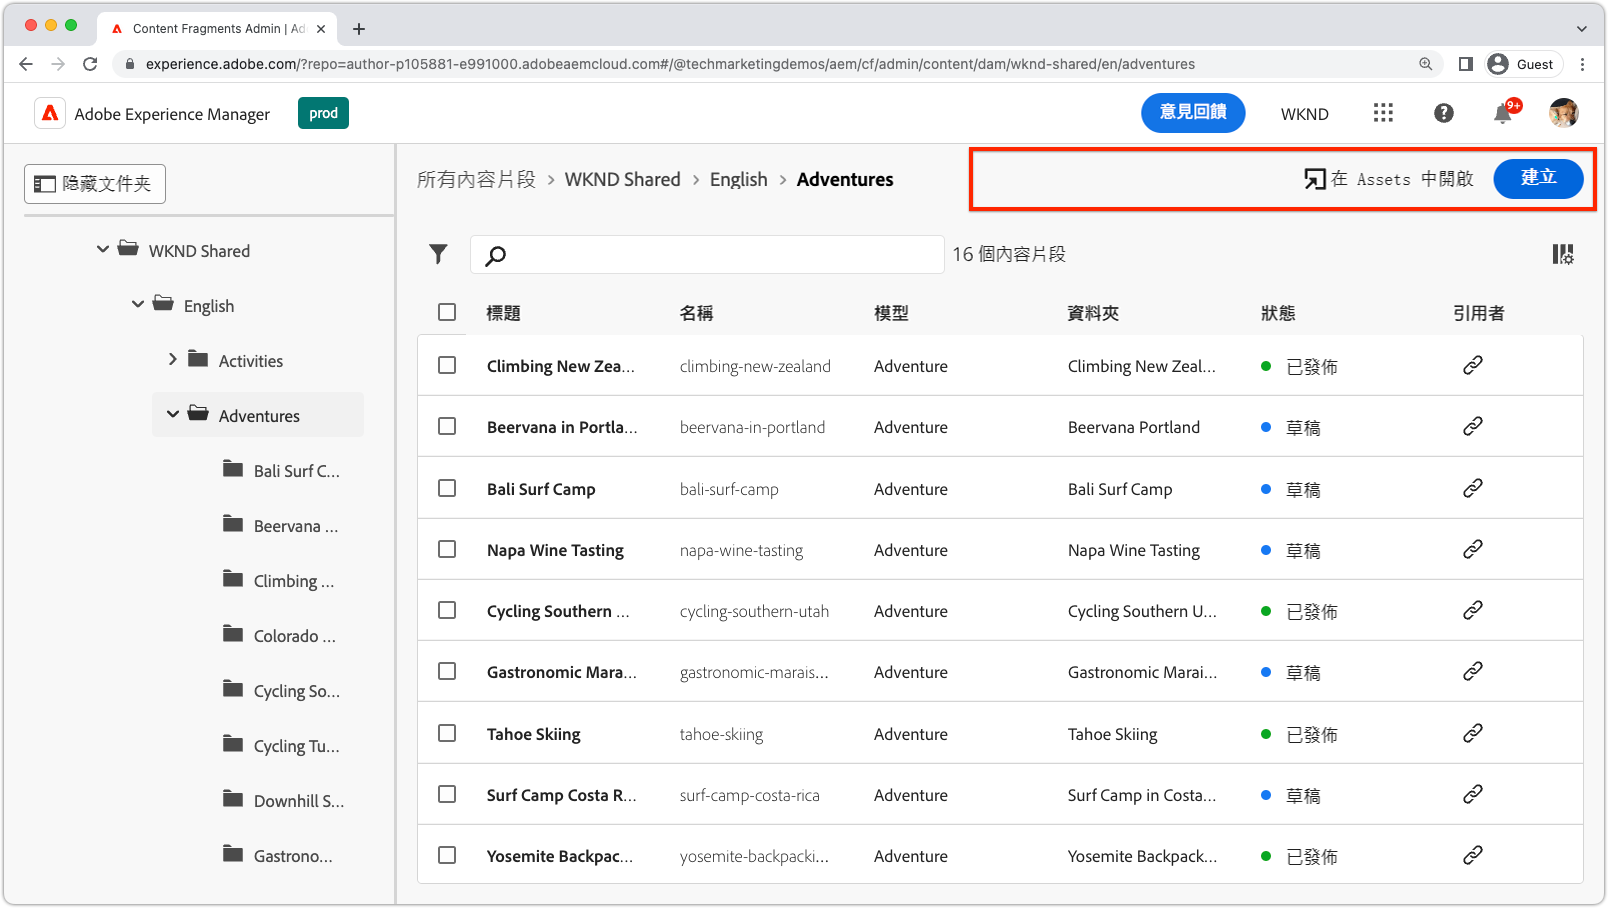 Content Fragments Admin | Ad
experience.adobe.com/?repo=author-p105881-e991000.adobeaemcloud.com#/@techmarketingdemos/aem/cf/admin/content/dam/wknd-shared/en/adventures
Guest
Adobe Experience Manager
prod
意見回饋
WKND
9+
隐藏文件夹
所有內容片段 > WKND Shared > English > Adventures
在 Assets 中開啟
建立
WKND Shared
English
Activities
Adventures
Bali Surf C...
Beervana ...
Climbing ...
Colorado ...
Cycling So...
Cycling Tu...
Downhill S...
Gastrono...
16 個內容片段
標題 名稱 模型 資料夾 狀態 引用者
Climbing New Zea... climbing-new-zealand Adventure Climbing New Zeal... 已發佈
Beervana in Portla... beervana-in-portland Adventure Beervana Portland 草稿
Bali Surf Camp bali-surf-camp Adventure Bali Surf Camp 草稿
Napa Wine Tasting napa-wine-tasting Adventure Napa Wine Tasting 草稿
Cycling Southern ... cycling-southern-utah Adventure Cycling Southern U... 已發佈
Gastronomic Mara... gastronomic-marais... Adventure Gastronomic Marai... 草稿
Tahoe Skiing tahoe-skiing Adventure Tahoe Skiing 已發佈
Surf Camp Costa R... surf-camp-costa-rica Adventure Surf Camp in Costa... 草稿
Yosemite Backpac... yosemite-backpacki... Adventure Yosemite Backpack... 已發佈